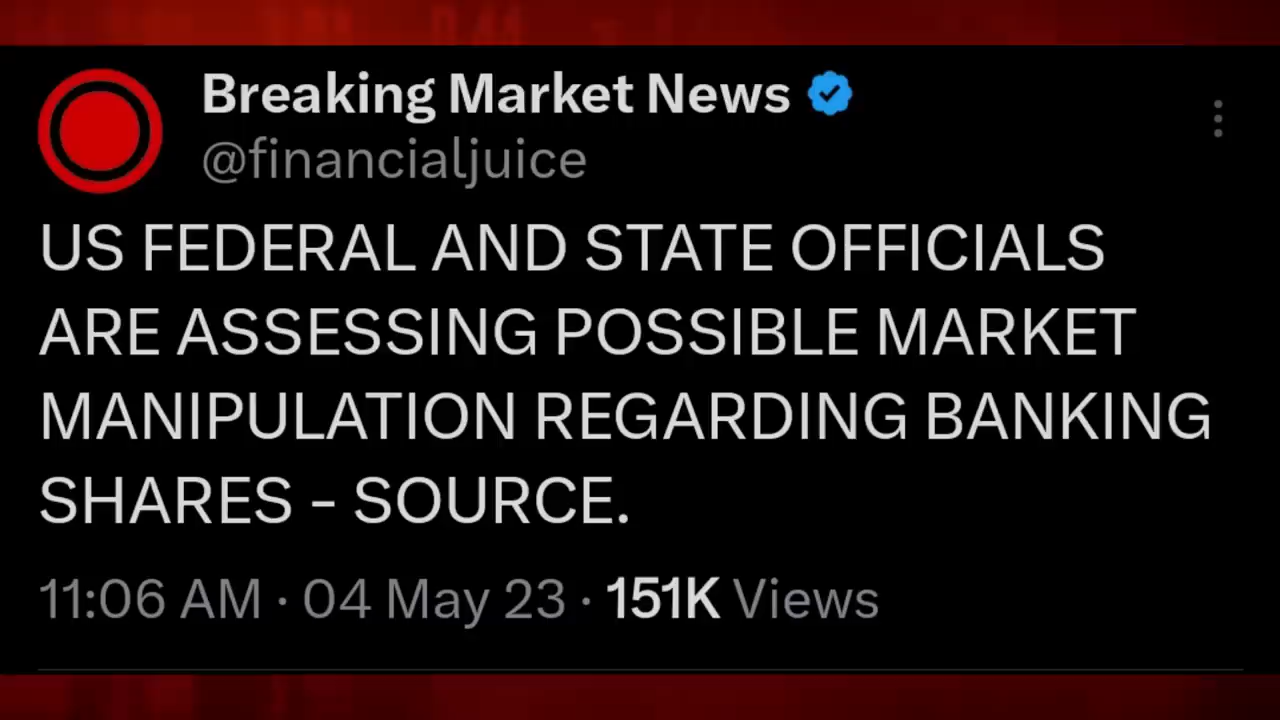 Breaking Market News
@financialjuice
US FEDERAL AND STATE OFFICIALS
ARE ASSESSING POSSIBLE MARKET
MANIPULATION REGARDING BANKING
SHARES - SOURCE.
11:06 AM · 04 May 23 · 151K Views